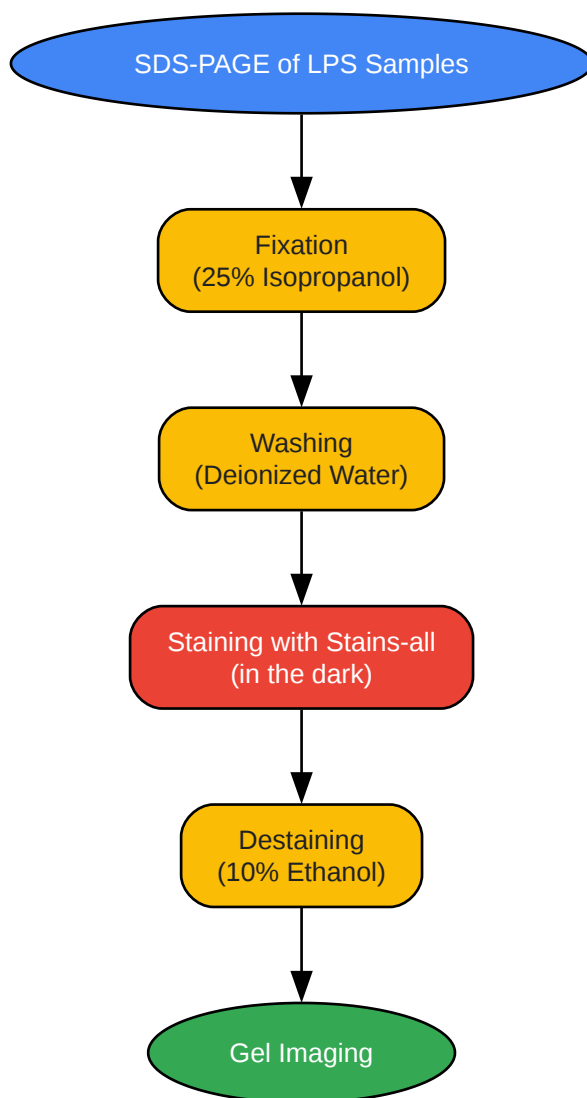 SDS-PAGE of LPS Samples
Fixation
(25% Isopropanol)
Washing
(Deionized Water)
Staining with Stains-all
(in the dark)
Destaining
(10% Ethanol)
Gel Imaging